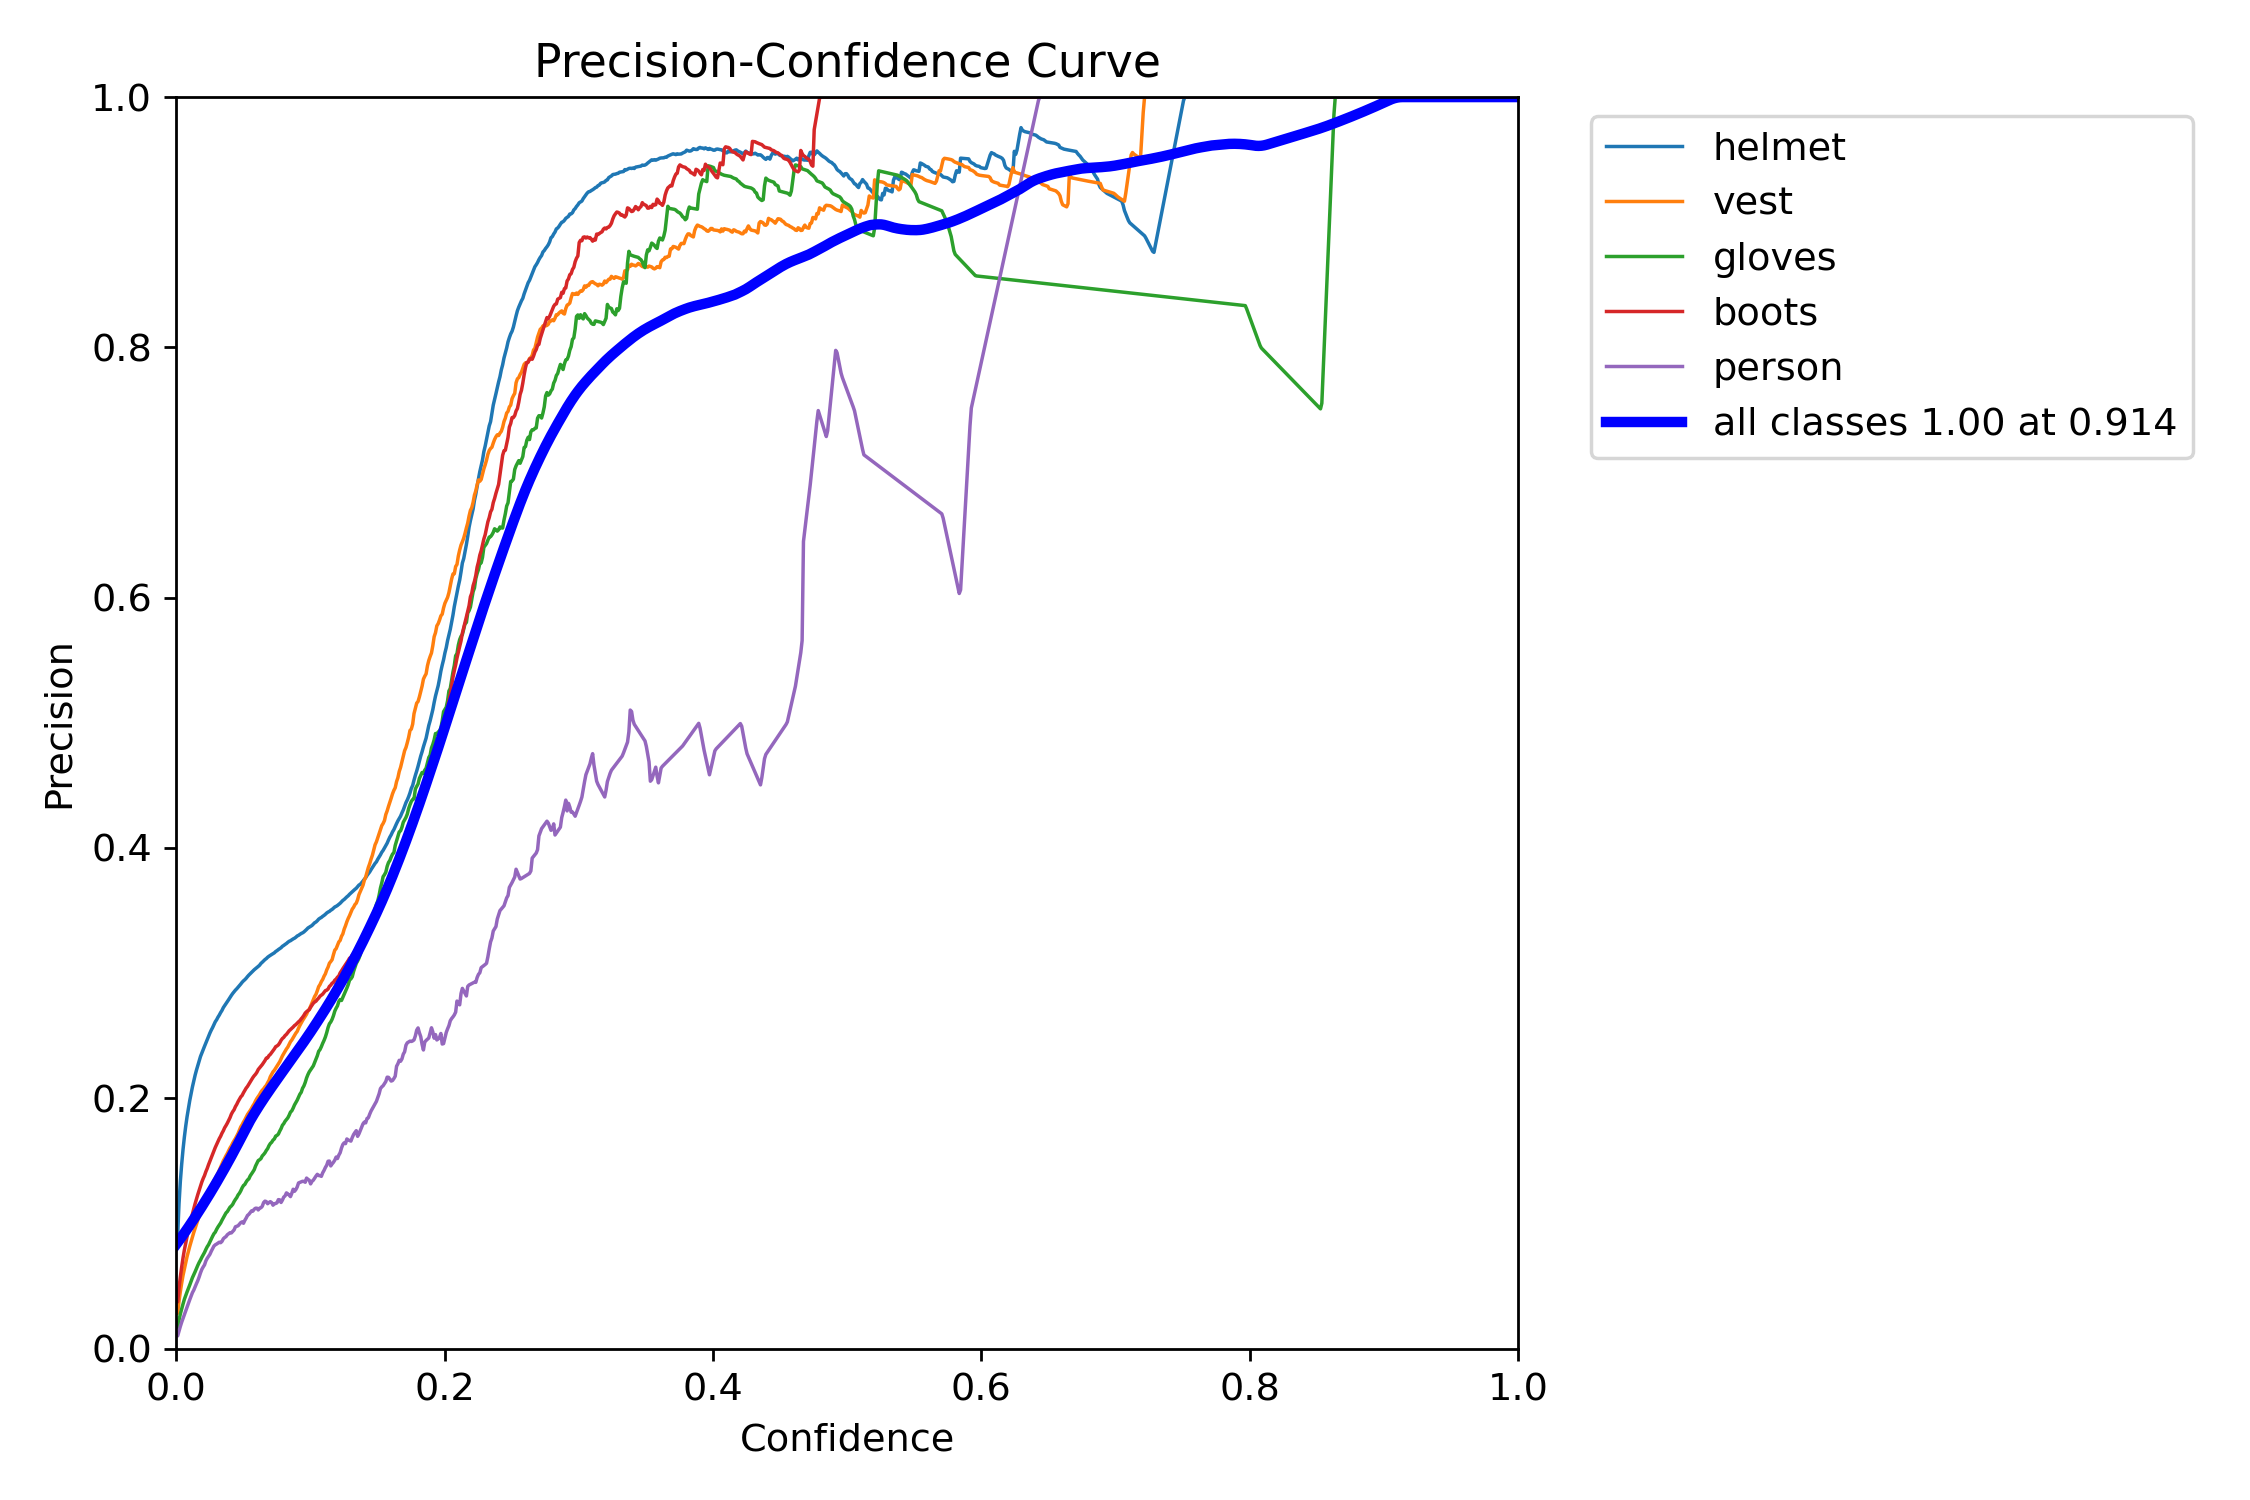 Precision-Confidence Curve
1.0
0.8
0.6
0.4
0.2
0.0
Precision
0.0 0.2 0.4 0.6 0.8 1.0
Confidence
helmet
vest
gloves
boots
person
all classes 1.00 at 0.914